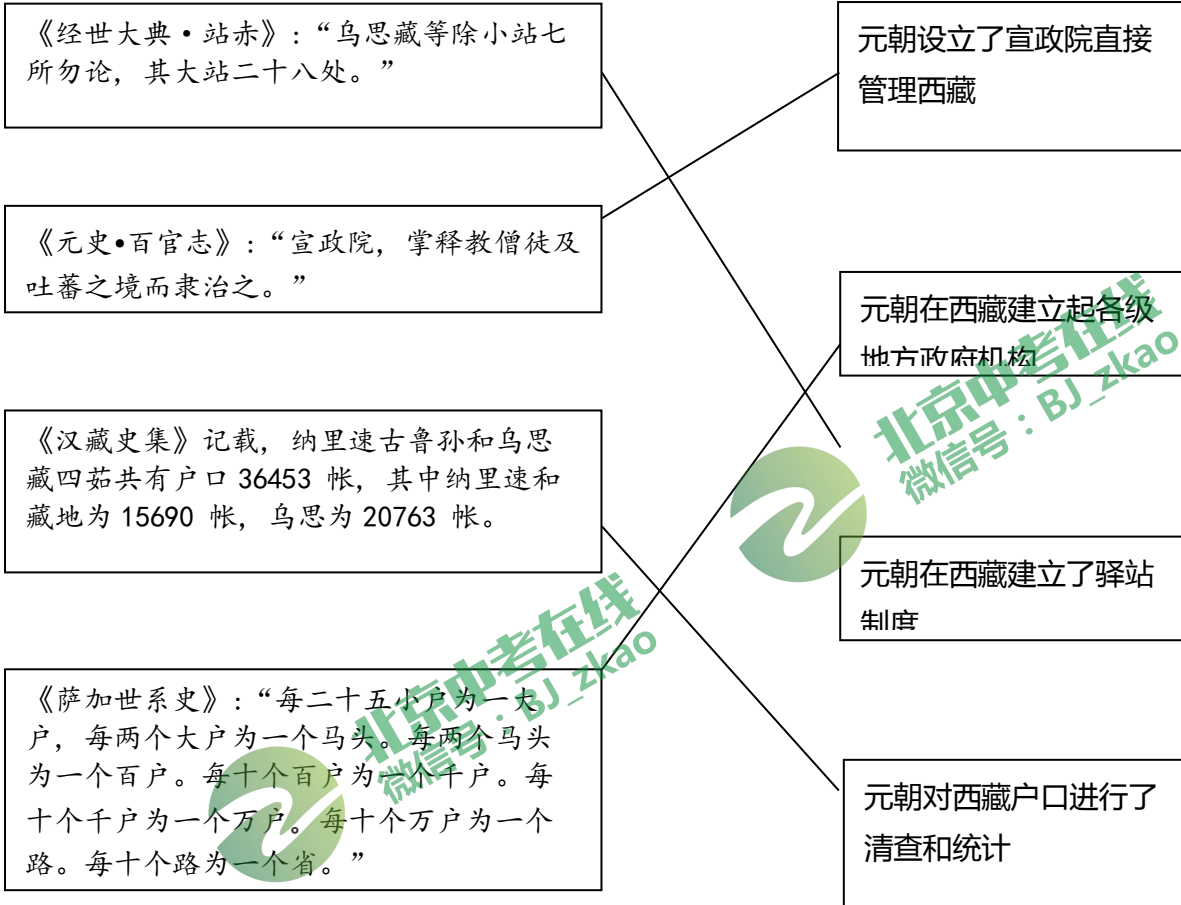 《经世大典·站赤》：“乌思藏等除小站七
所勿论，其大站二十八处。”
元朝设立了宣政院直接
管理西藏
《元史•百官志》：“宣政院，掌释教僧徒及
吐蕃之境而隶治之。”
元朝在西藏建立起各级
地方政府机构
《汉藏史集》记载，纳里速古鲁孙和乌思
藏四茹共有户口 36453 帐，其中纳里速和
藏地为 15690 帐，乌思为 20763 帐。
北京中考在线
微信号：BJ_zkao
元朝在西藏建立了驿站
制度
《萨加世系史》：“每二十五小户为一大
户，每两个大户为一个马头。每两个马头
为一个百户。每十个百户为一个千户。每
十个千户为一个万户。每十个万户为一个
路。每十个路为一个省。”
北京中考在线
微信号：BJ_zkao
元朝对西藏户口进行了
清查和统计